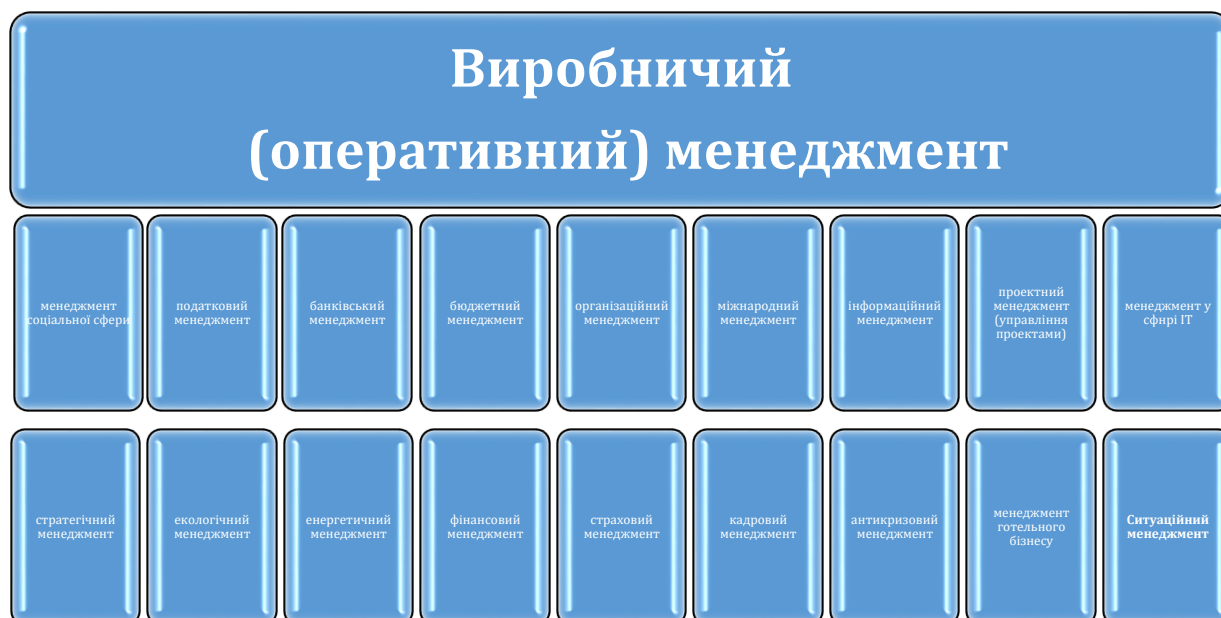 Виробничий
(оперативний) менеджмент
менеджмент
соціальної сфери
податковий
менеджмент
банківський
менеджмент
бюджетний
менеджмент
організаційний
менеджмент
міжнародний
менеджмент
інформаційний
менеджмент
проектний
менеджмент
(управління
проектами)
менеджмент у
сфнрі ІТ
стратегічний
менеджмент
екологічний
менеджмент
енергетичний
менеджмент
фінансовий
менеджмент
страховий
менеджмент
кадровий
менеджмент
антикризовий
менеджмент
менеджмент
готельного
бізнесу
Ситуаційний
менеджмент